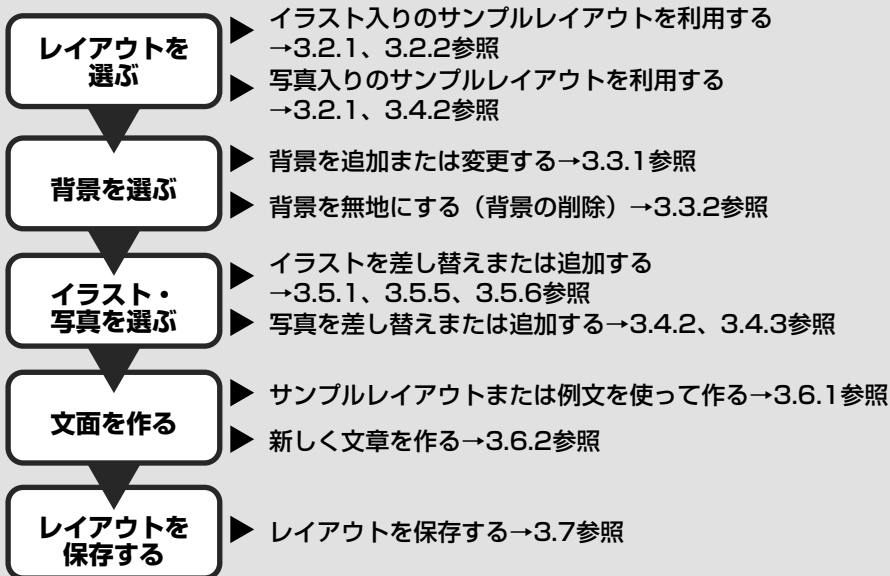 レイアウトを
選ぶ
イラスト入りのサンプルレイアウトを利用する
→3.2.1、3.2.2参照
写真入りのサンプルレイアウトを利用する
→3.2.1、3.4.2参照
背景を選ぶ
背景を追加または変更する→3.3.1参照
背景を無地にする（背景の削除）→3.3.2参照
イラスト・
写真を選ぶ
イラストを差し替えまたは追加する
→3.5.1、3.5.5、3.5.6参照
写真を差し替えまたは追加する→3.4.2、3.4.3参照
文面を作る
サンプルレイアウトまたは例文を使って作る→3.6.1参照
新しく文章を作る→3.6.2参照
レイアウトを
保存する
レイアウトを保存する→3.7参照